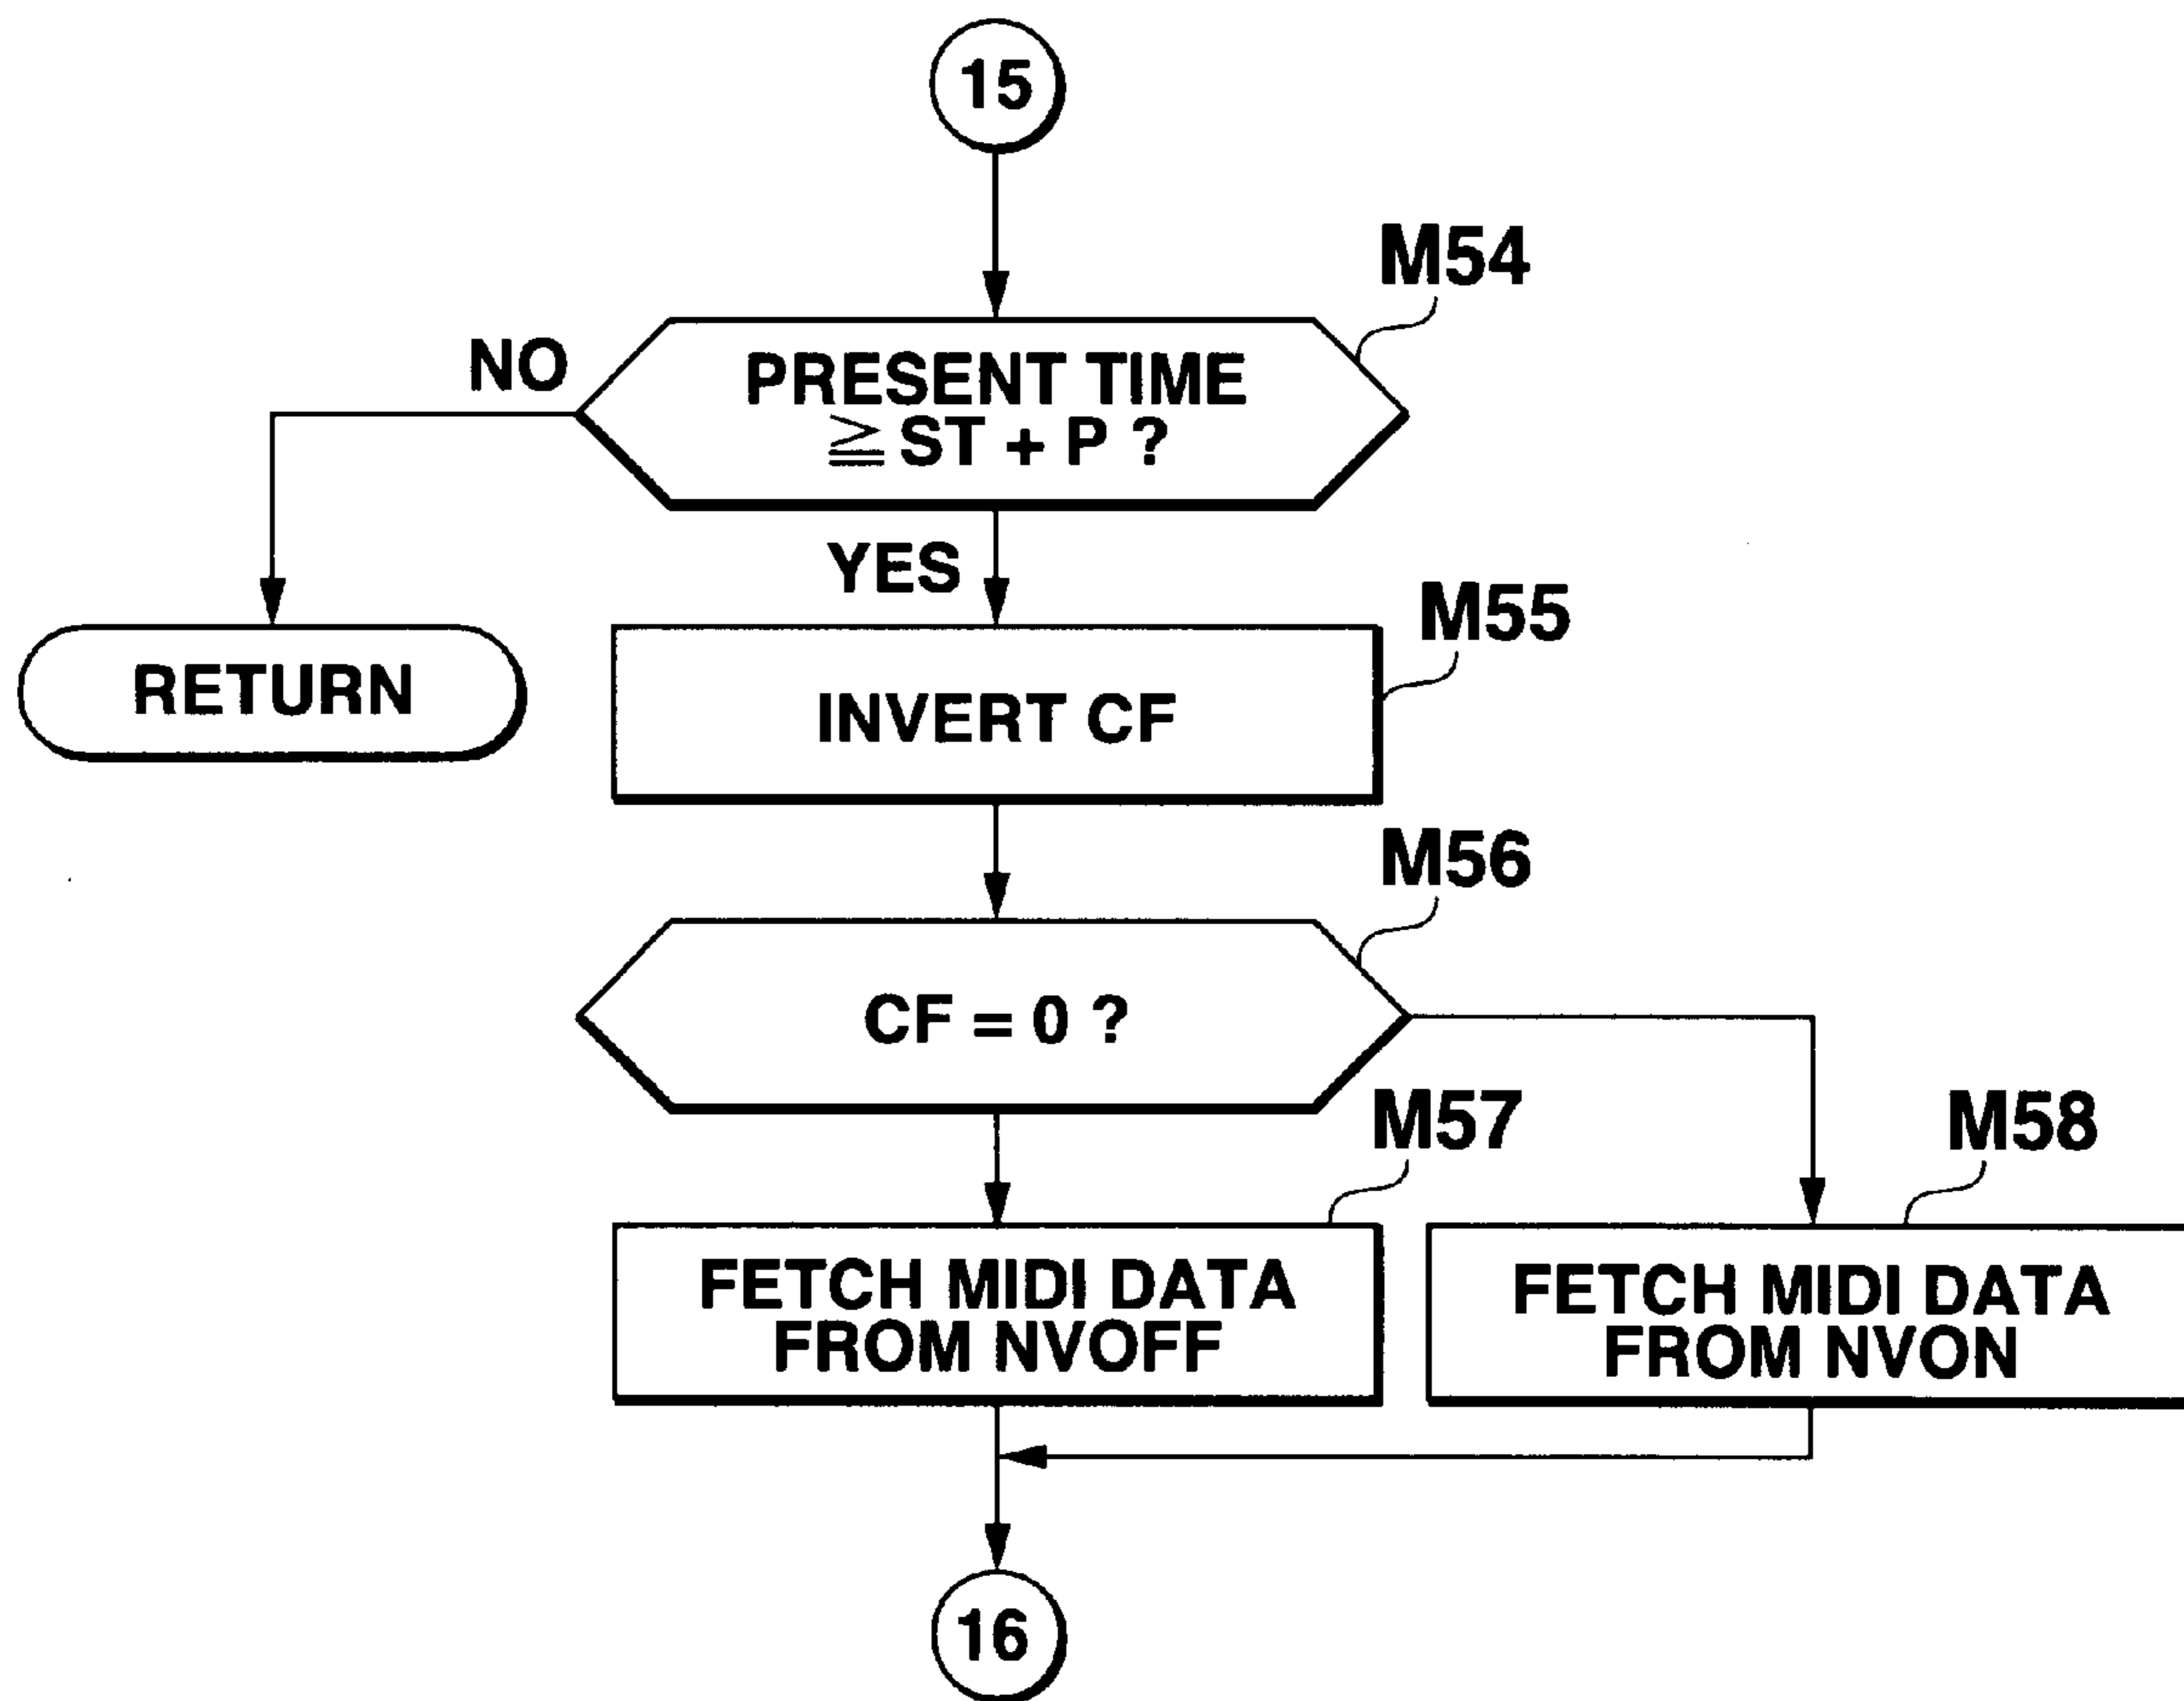 15
M54
NO
PRESENT TIME
≧ ST + P ?
YES
M55
RETURN
INVERT CF
M56
CF = 0 ?
M57
M58
FETCH MIDI DATA
FROM NVOFF
FETCH MIDI DATA
FROM NVON
16